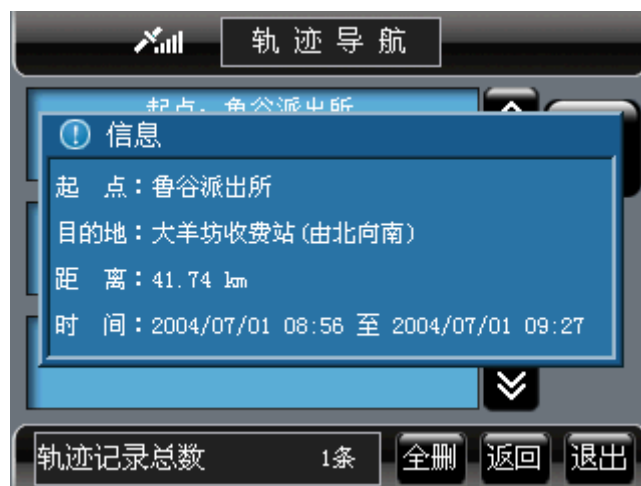 轨迹导航
起点：鲁谷派出所
信息
起 点：鲁谷派出所
目的地：大羊坊收费站(由北向南)
距 离：41.74 km
时 间：2004/07/01 08:56 至 2004/07/01 09:27
轨迹记录总数 1条 全删 返回 退出